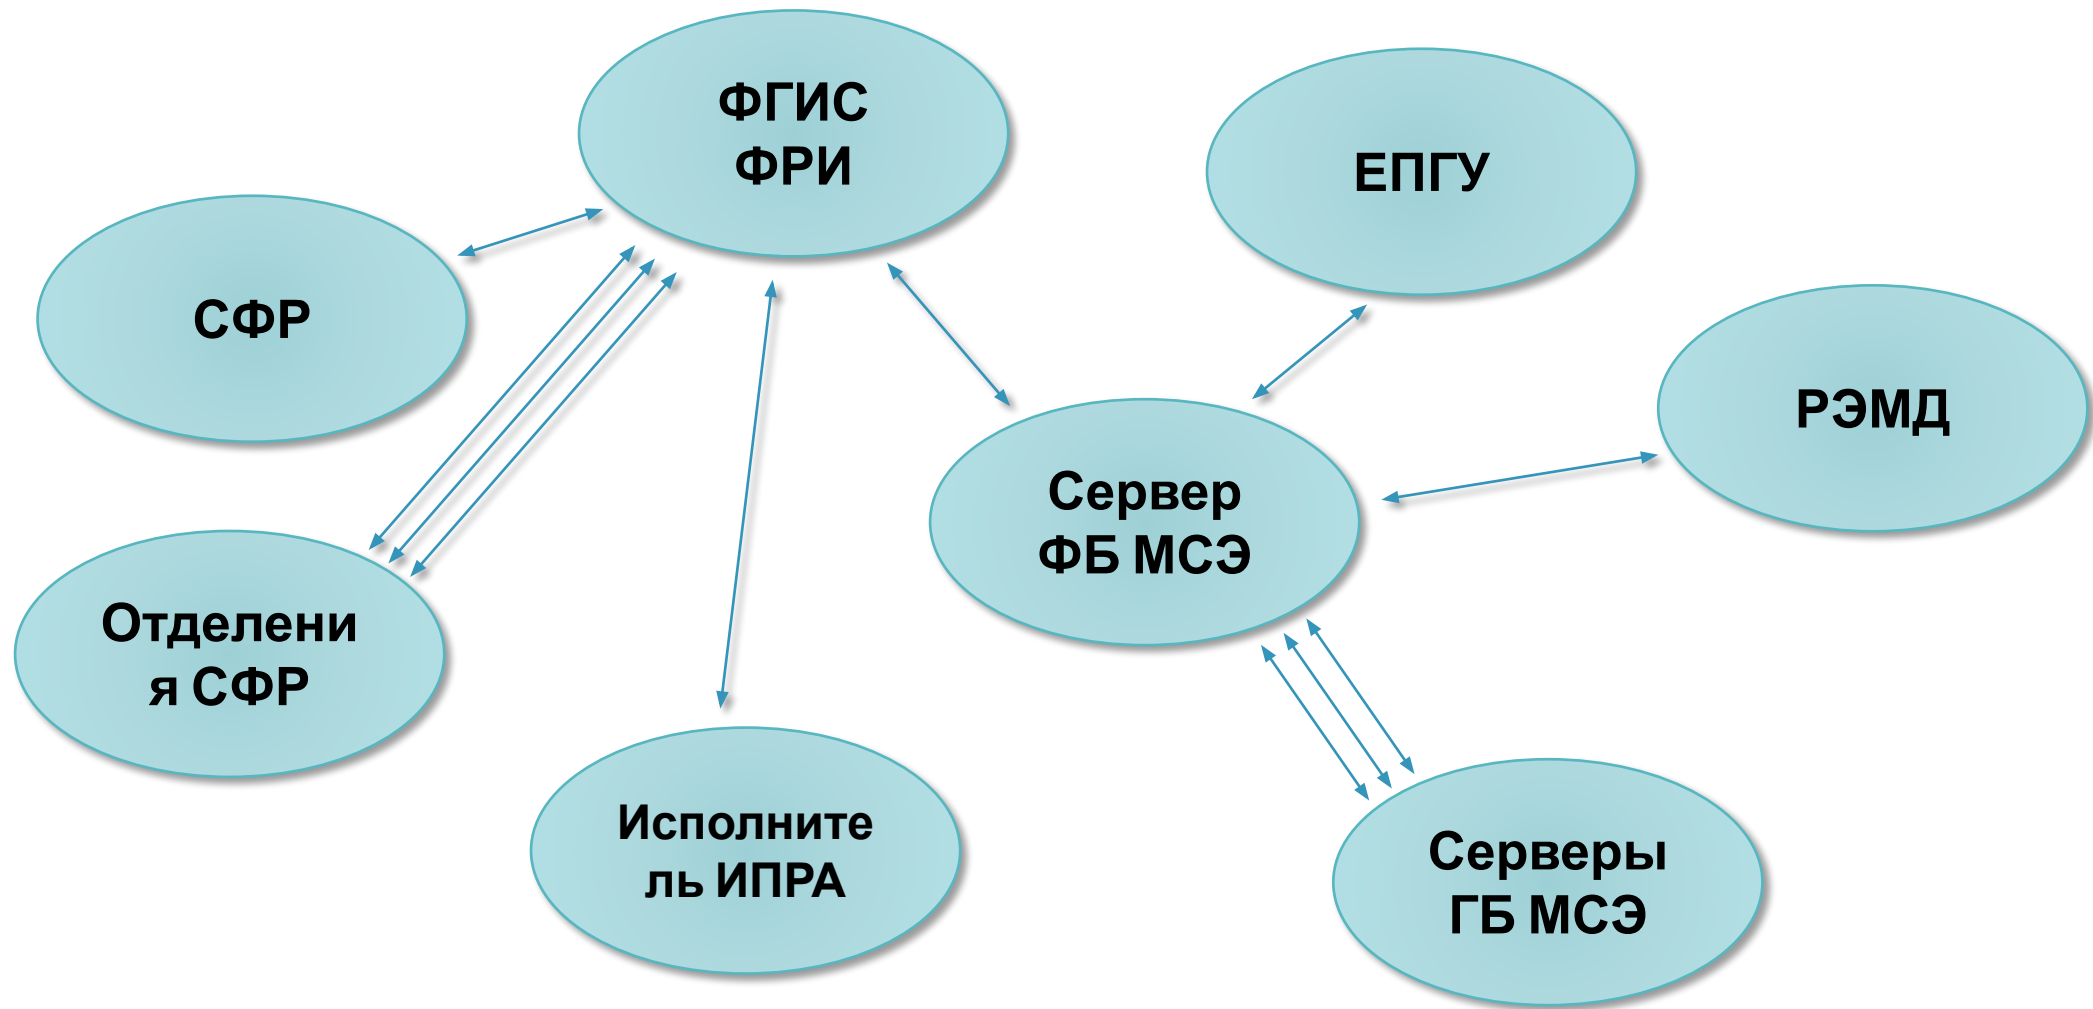 ФГИС
ФРИ
ЕПГУ
СФР
РЭМД
Сервер
ФБ МСЭ
Отделени
я СФР
Исполните
ль ИПРА
Серверы
ГБ МСЭ